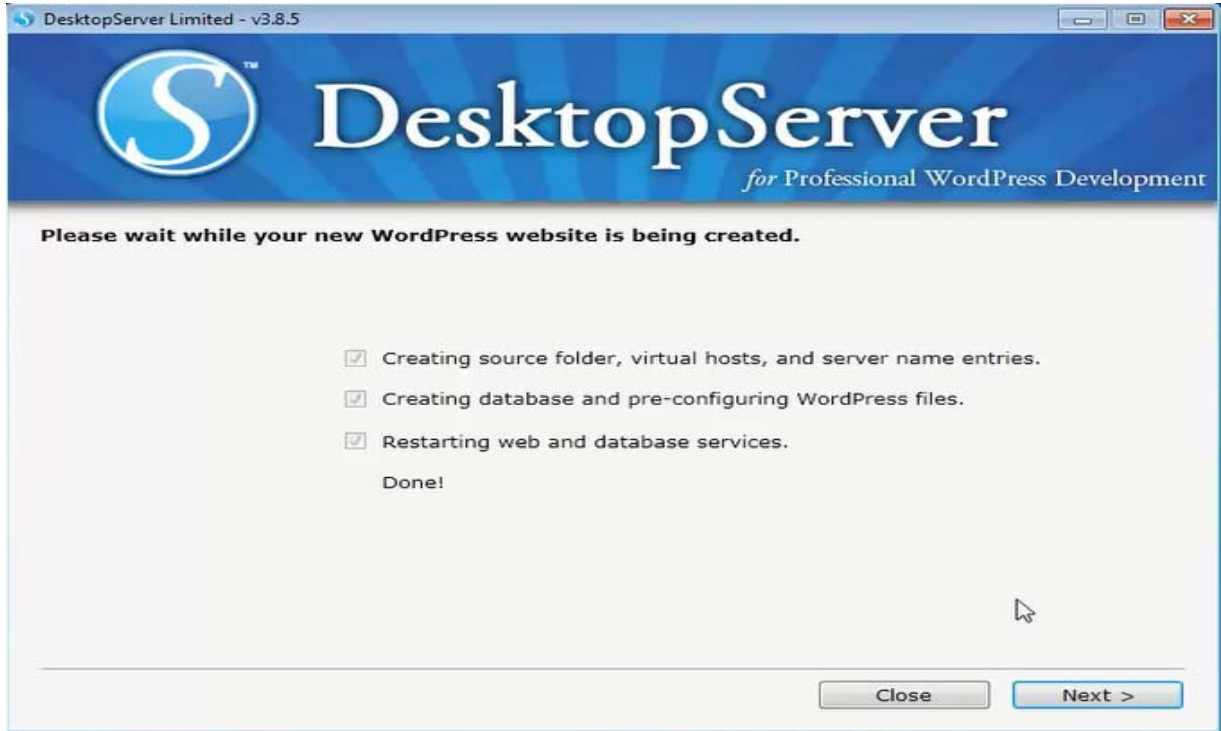 DesktopServer Limited - v3.8.5
S™
DesktopServer
for Professional WordPress Development
Please wait while your new WordPress website is being created.
Creating source folder, virtual hosts, and server name entries.
Creating database and pre-configuring WordPress files.
Restarting web and database services.
Done!
Close
Next >